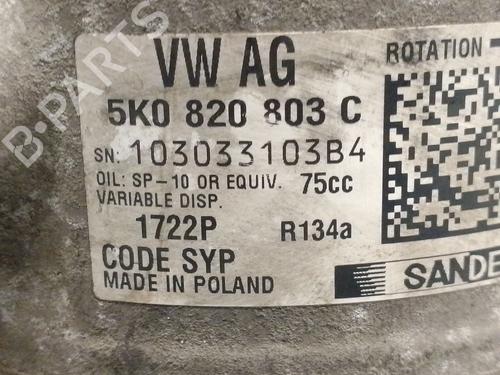 VW AG
ROTATION
5K0 820 803 C
SN: 103033103B4
OIL: SP-10 OR EQUIV. 75cc
VARIABLE DISP.
1722P R134a
CODE SYP
MADE IN POLAND
B-PARTS